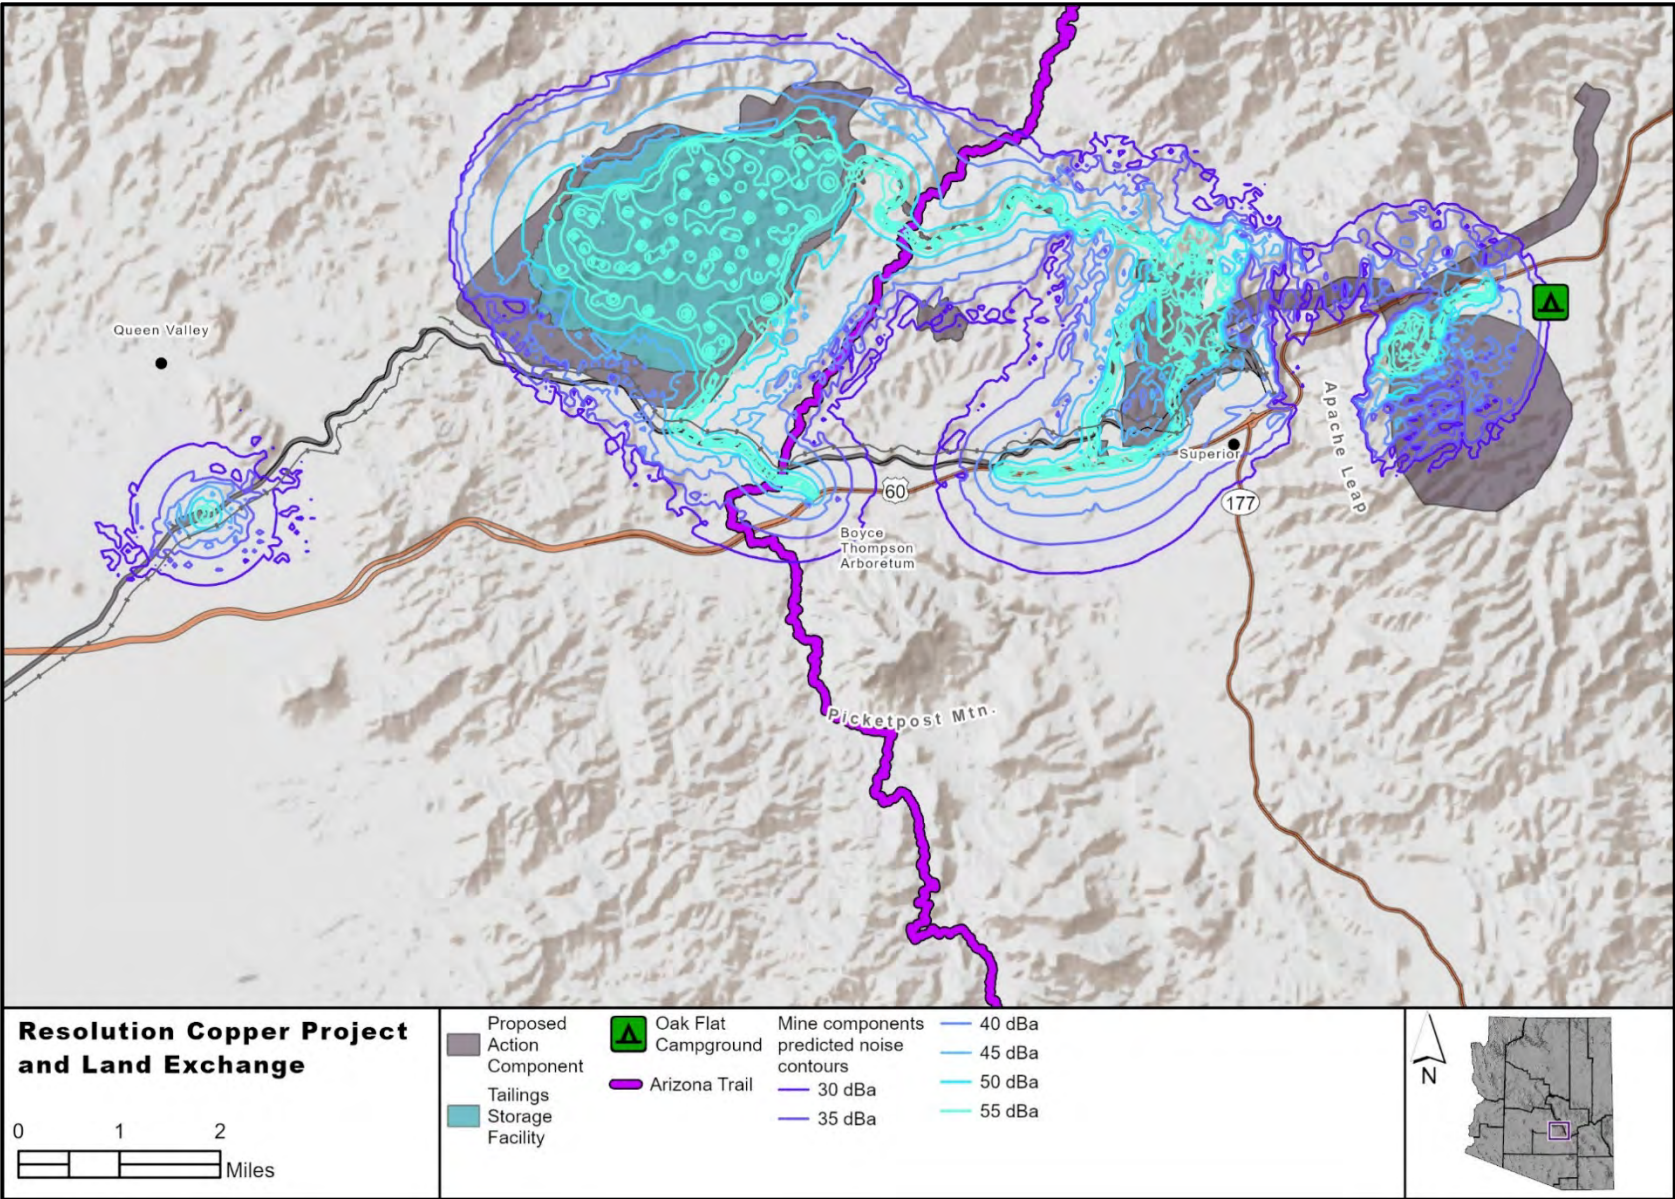 Queen Valley
Apache Leap
Superior
60
177
Boyce
Thompson
Arboretum
Picketpost Mtn.
Resolution Copper Project
and Land Exchange
0 1 2
Miles
Proposed
Action
Component
Tailings
Storage
Facility
Oak Flat
Campground
Arizona Trail
Mine components
predicted noise
contours
30 dBa
35 dBa
40 dBa
45 dBa
50 dBa
55 dBa
N